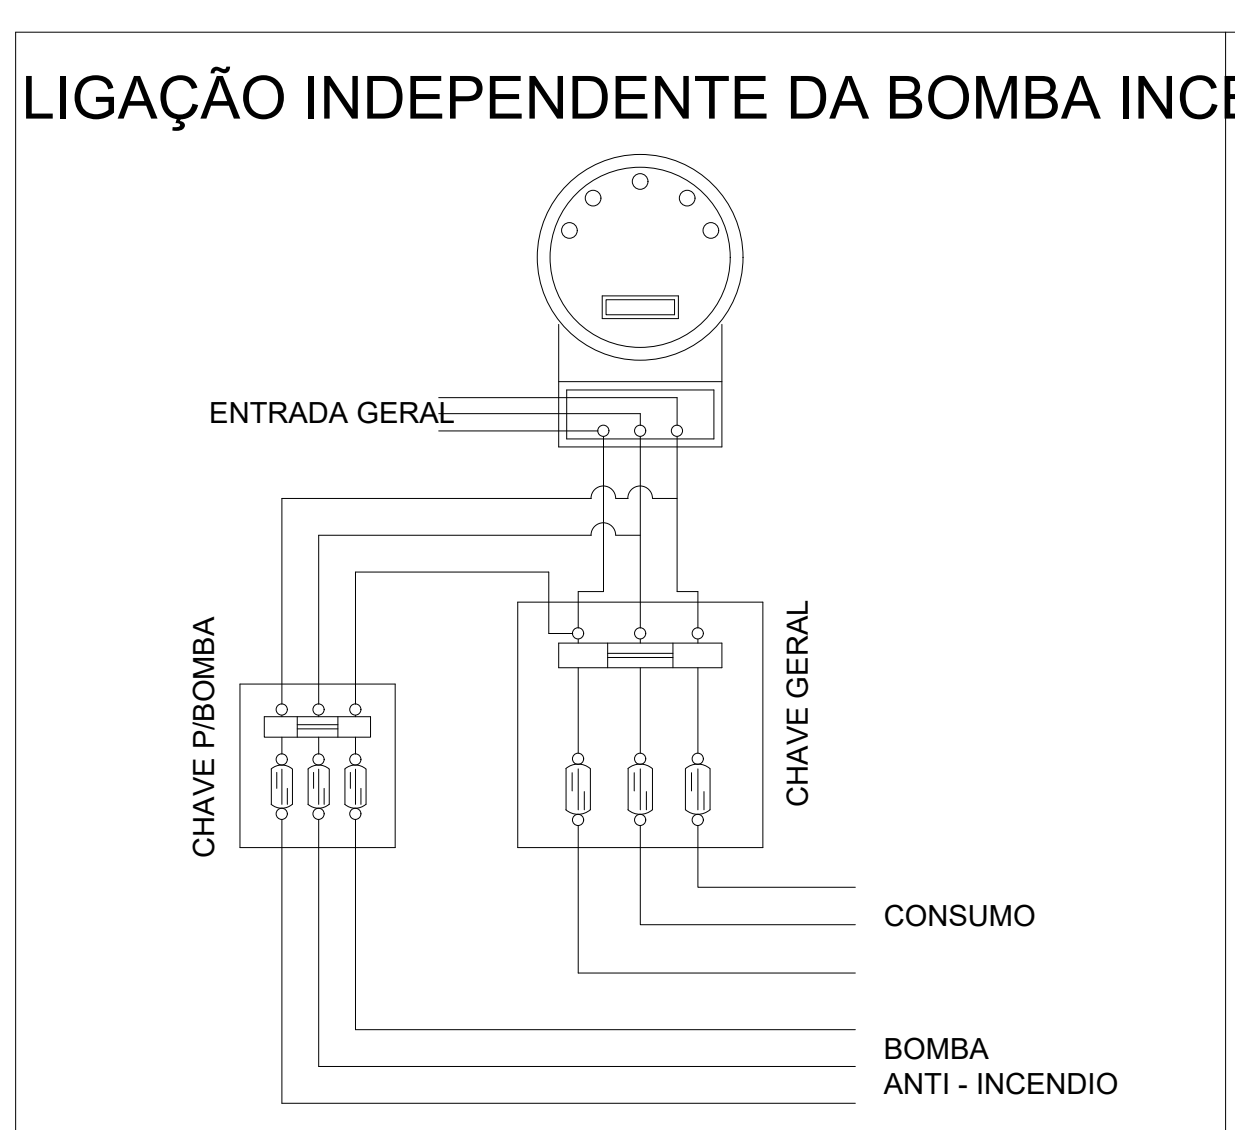 LIGAÇÃO INDEPENDENTE DA BOMBA INCE
ENTRADA GERAL
CHAVE P/BOMBA
CHAVE GERAL
CONSUMO
BOMBA
ANTI - INCENDIO